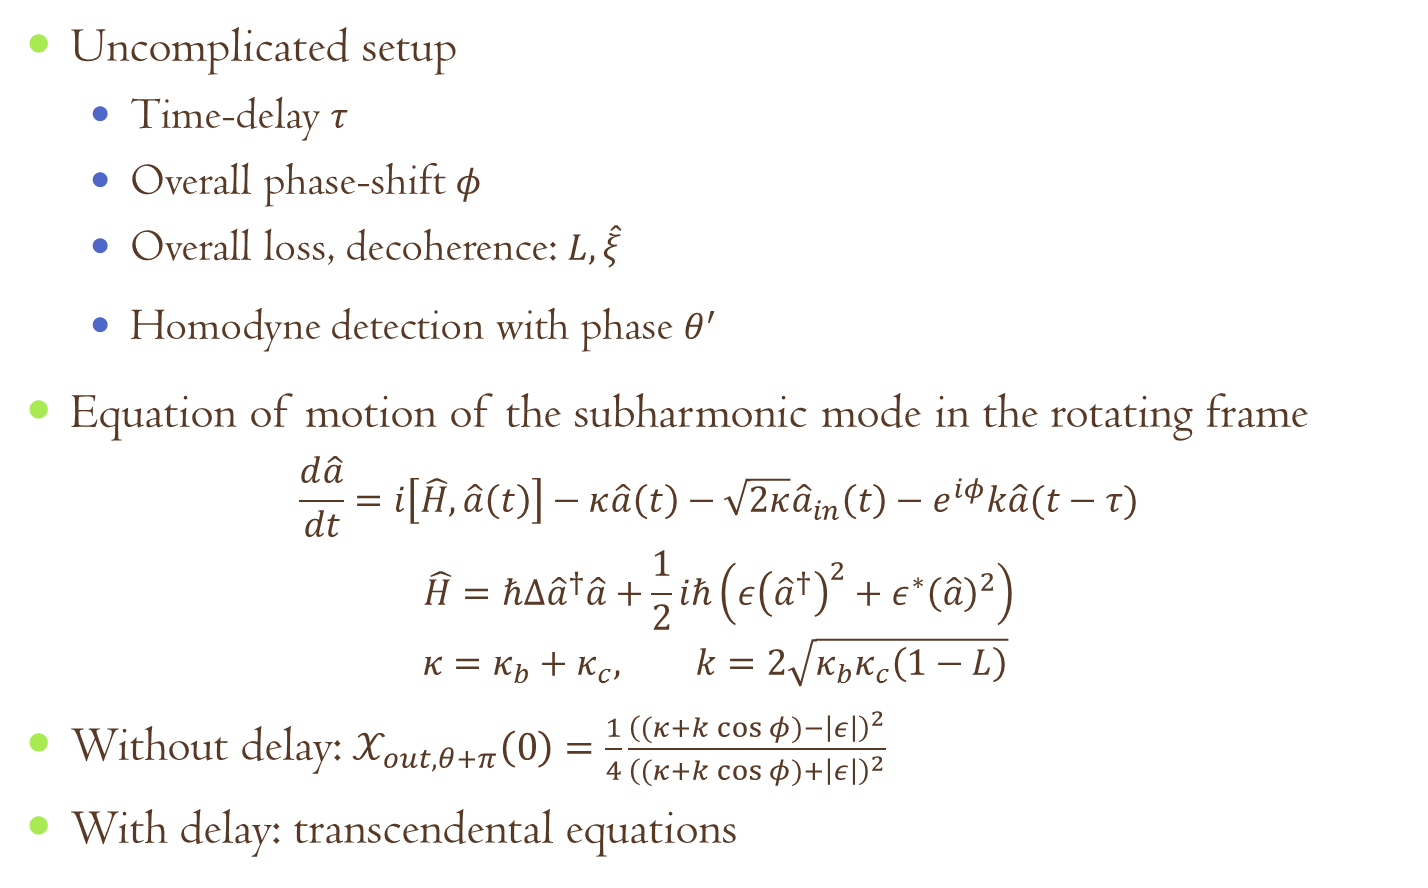 Uncomplicated setup
Time-delay τ
Overall phase-shift ϕ
Overall loss, decoherence: L, ξ̂
Homodyne detection with phase θ′
Equation of motion of the subharmonic mode in the rotating frame
dâ/dt = i[Ĥ, â(t)] − κâ(t) − √(2κ)â_in(t) − e^{iϕ}kâ(t − τ)
Ĥ = ħΔâ†â + 1/2 iħ(ϵ(â†)² + ϵ*(â)²)
κ = κ_b + κ_c, k = 2√(κ_bκ_c(1 − L))
Without delay: 𝒳_{out,θ+π}(0) = 1/4 ((κ+k cos ϕ)−|ϵ|)²/((κ+k cos ϕ)+|ϵ|)²
With delay: transcendental equations